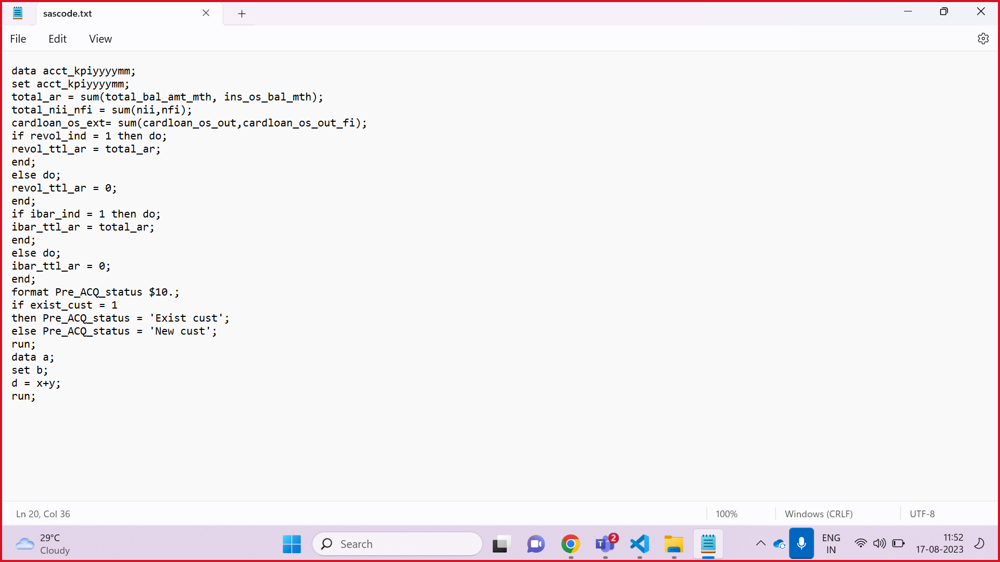 sascode.txt
File Edit View
data acct_kpiyyyymm;
set acct_kpiyyyymm;
total_ar = sum(total_bal_amt_mth, ins_os_bal_mth);
total_nii_nfi = sum(nii,nfi);
cardloan_os_ext= sum(cardloan_os_out,cardloan_os_out_fi);
if revol_ind = 1 then do;
revol_ttl_ar = total_ar;
end;
else do;
revol_ttl_ar = 0;
end;
if ibar_ind = 1 then do;
ibar_ttl_ar = total_ar;
end;
else do;
ibar_ttl_ar = 0;
end;
format Pre_ACQ_status $10.;
if exist_cust = 1
then Pre_ACQ_status = 'Exist cust';
else Pre_ACQ_status = 'New cust';
run;
data a;
set b;
d = x+y;
run;
Ln 20, Col 36 100% Windows (CRLF) UTF-8
29°C
Cloudy
Search
T
2
ENG
IN
11:52
17-08-2023